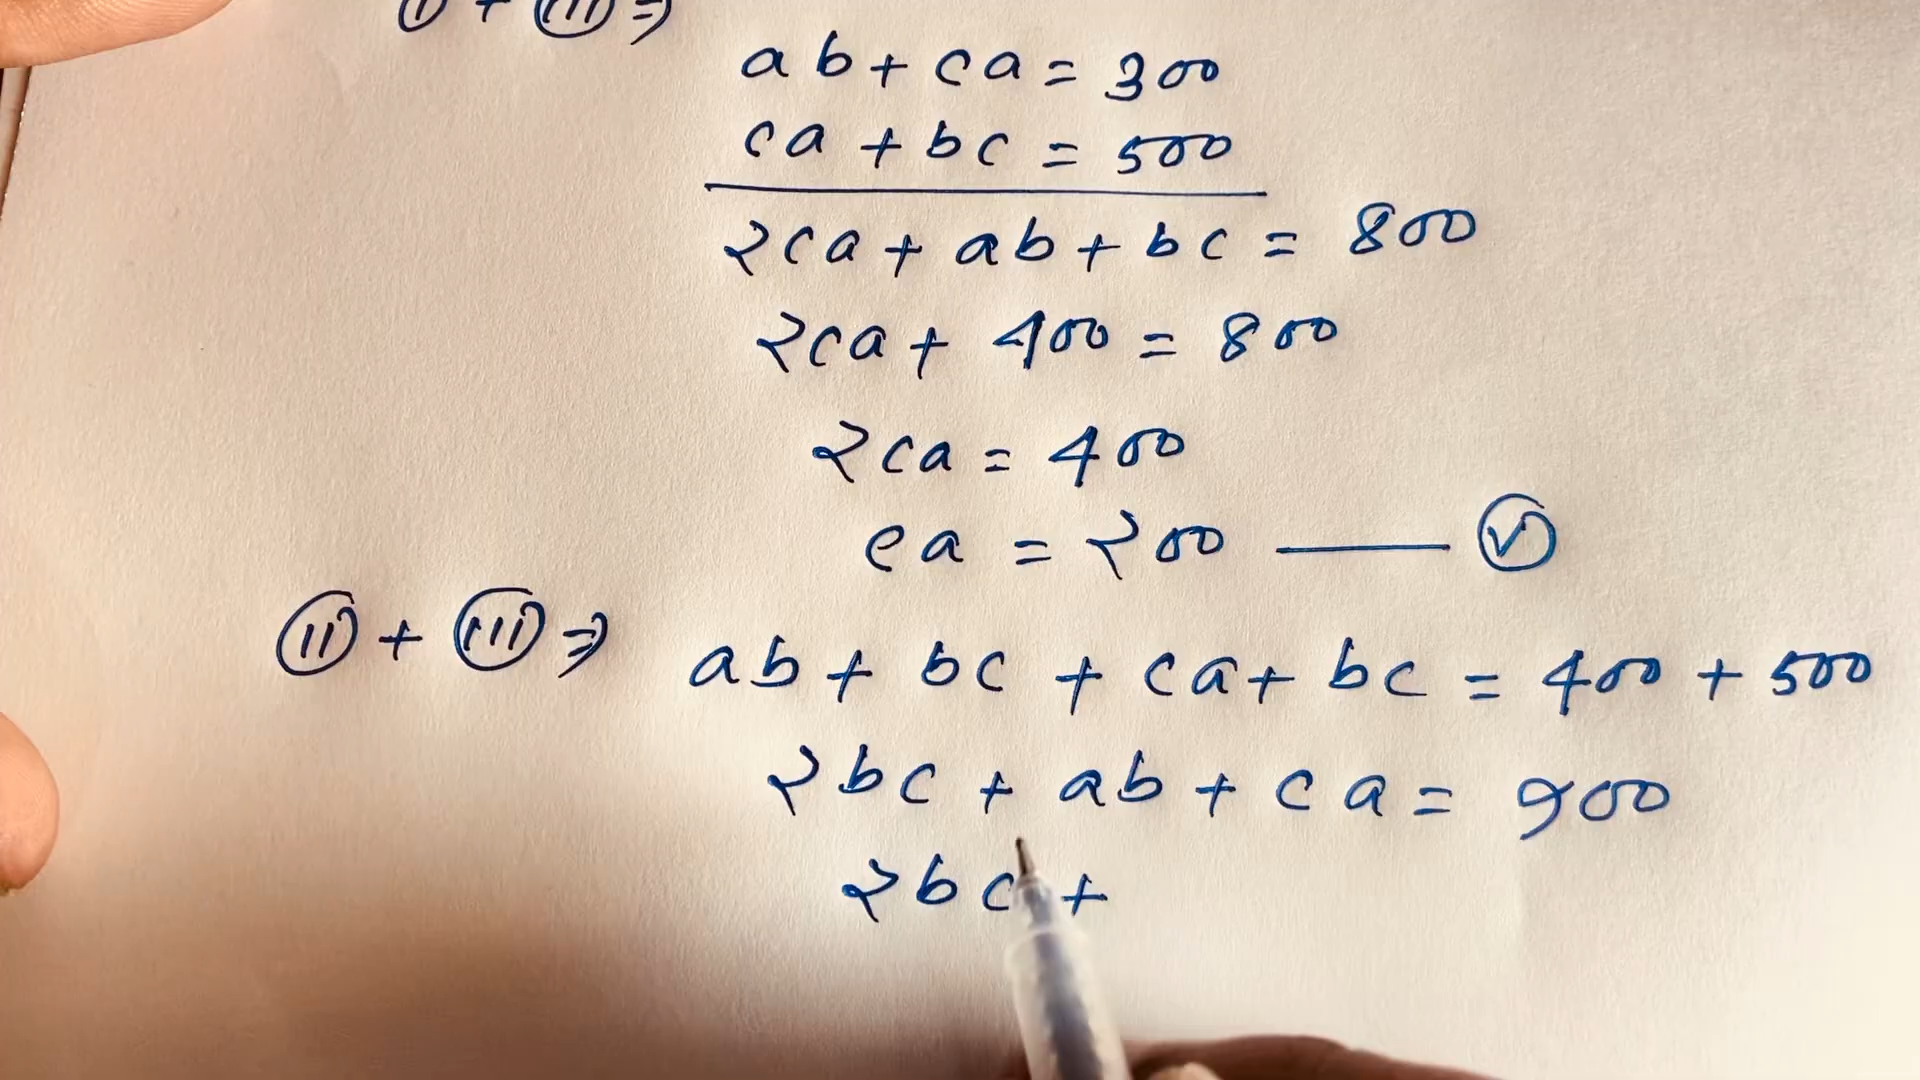 Ⓘ + Ⓘⓘⓘ ⇒
ab + ca = 300
ca + bc = 500
2ca + ab + bc = 800
2ca + 400 = 800
2ca = 400
ca = 200 —— Ⓥ
(II) + (III) ⇒ ab + bc + ca + bc = 400 + 500
2bc + ab + ca = 900
2bc +